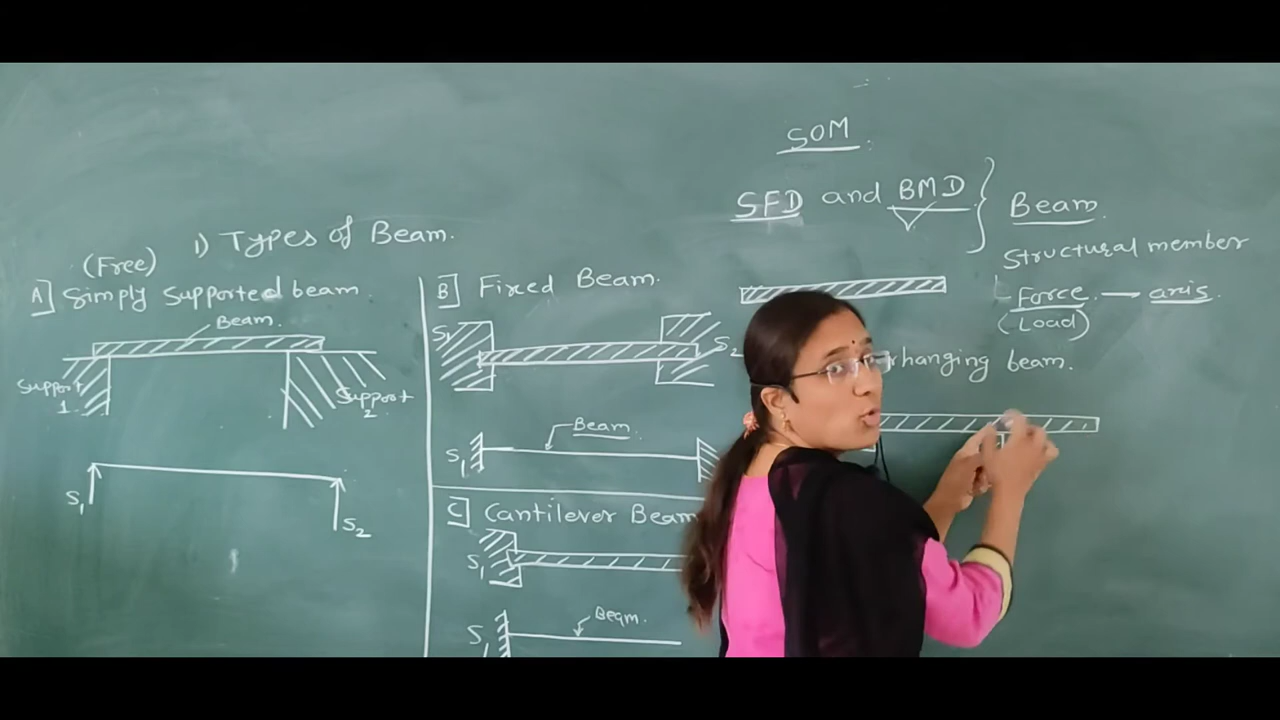 SOM
SFD and BMD } Beam
Structural member
Force → axis.
(Load)
1) Types of Beam.
(Free)
A] Simply supported beam
Beam.
Support 1
Support 2
S1
S2
B] Fixed Beam.
S1
S2
Beam
S1
C] Cantilever Beam
S1
Beam.
S1
rhanging beam.